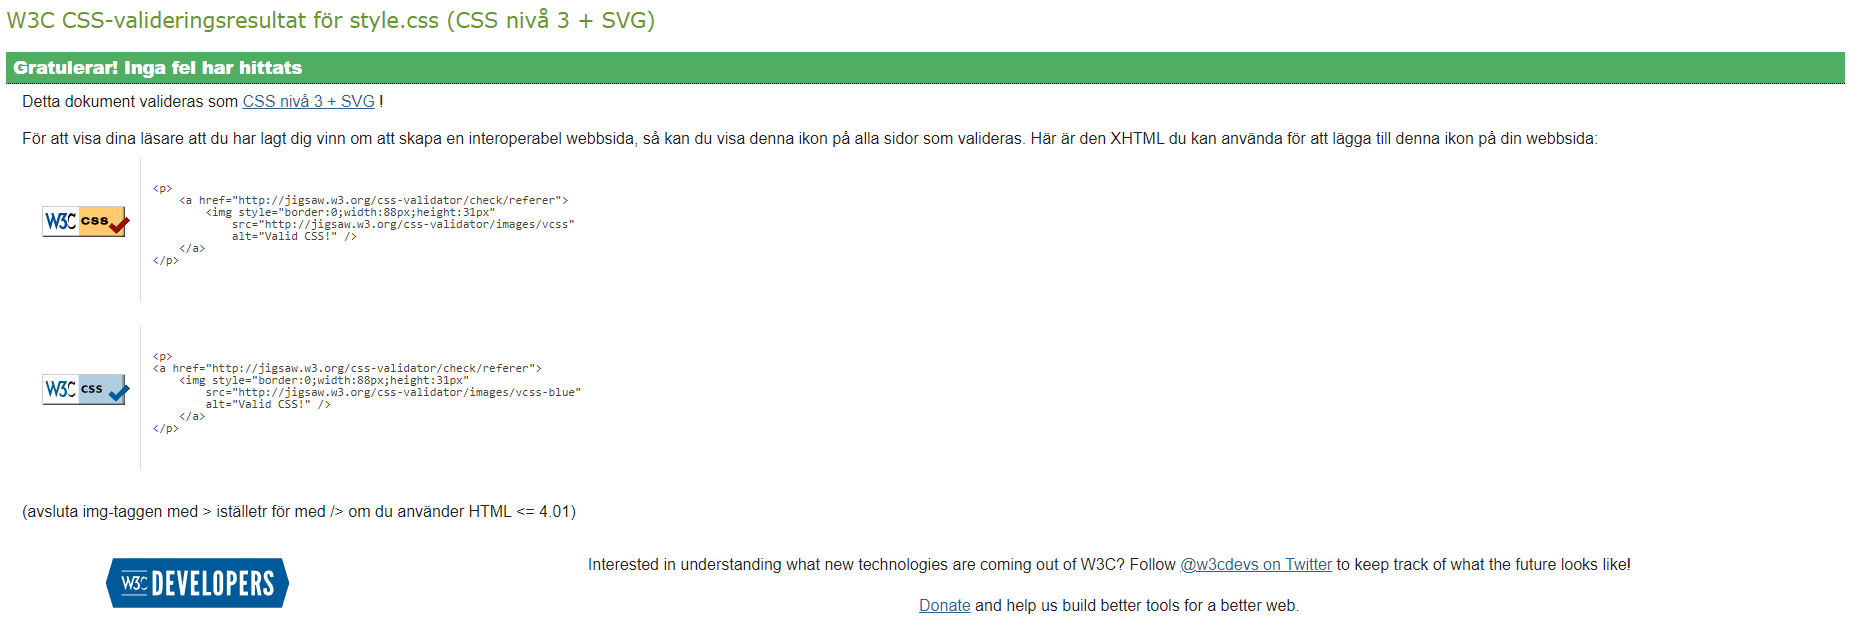 W3C CSS-valideringsresultat för style.css (CSS nivå 3 + SVG)
Gratulerar! Inga fel har hittats
Detta dokument valideras som CSS nivå 3 + SVG !
För att visa dina läsare att du har lagt dig vinn om att skapa en interoperabel webbsida, så kan du visa denna ikon på alla sidor som valideras. Här är den XHTML du kan använda för att lägga till denna ikon på din webbsida:
W3C css
<p>
    <a href="http://jigsaw.w3.org/css-validator/check/referer">
        <img style="border:0;width:88px;height:31px"
            src="http://jigsaw.w3.org/css-validator/images/vcss"
            alt="Valid CSS!" />
    </a>
</p>
W3C css
<p>
<a href="http://jigsaw.w3.org/css-validator/check/referer">
    <img style="border:0;width:88px;height:31px"
        src="http://jigsaw.w3.org/css-validator/images/vcss-blue"
        alt="Valid CSS!" />
    </a>
</p>
(avsluta img-taggen med > iställetr för med /> om du använder HTML <= 4.01)
W3C DEVELOPERS
Interested in understanding what new technologies are coming out of W3C? Follow @w3cdevs on Twitter to keep track of what the future looks like!
Donate and help us build better tools for a better web.